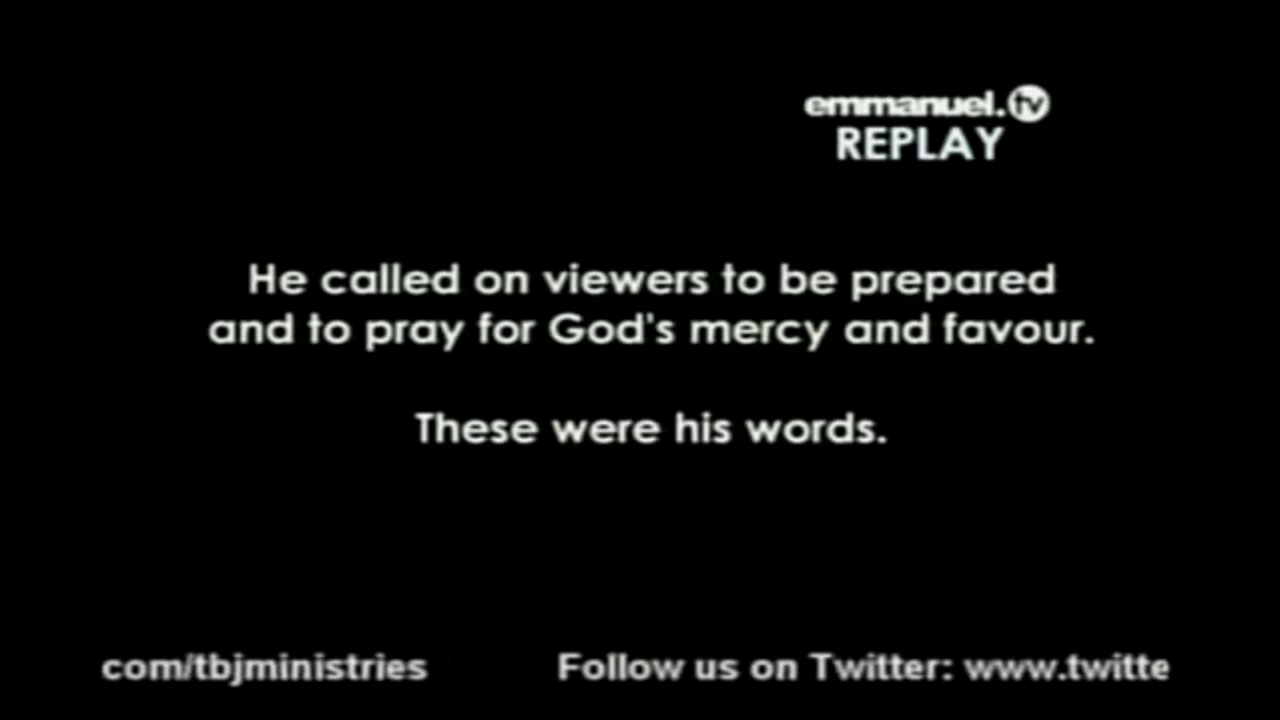 emmanuel.tv
REPLAY
He called on viewers to be prepared
and to pray for God's mercy and favour.
These were his words.
com/tbjministries Follow us on Twitter: www.twitte